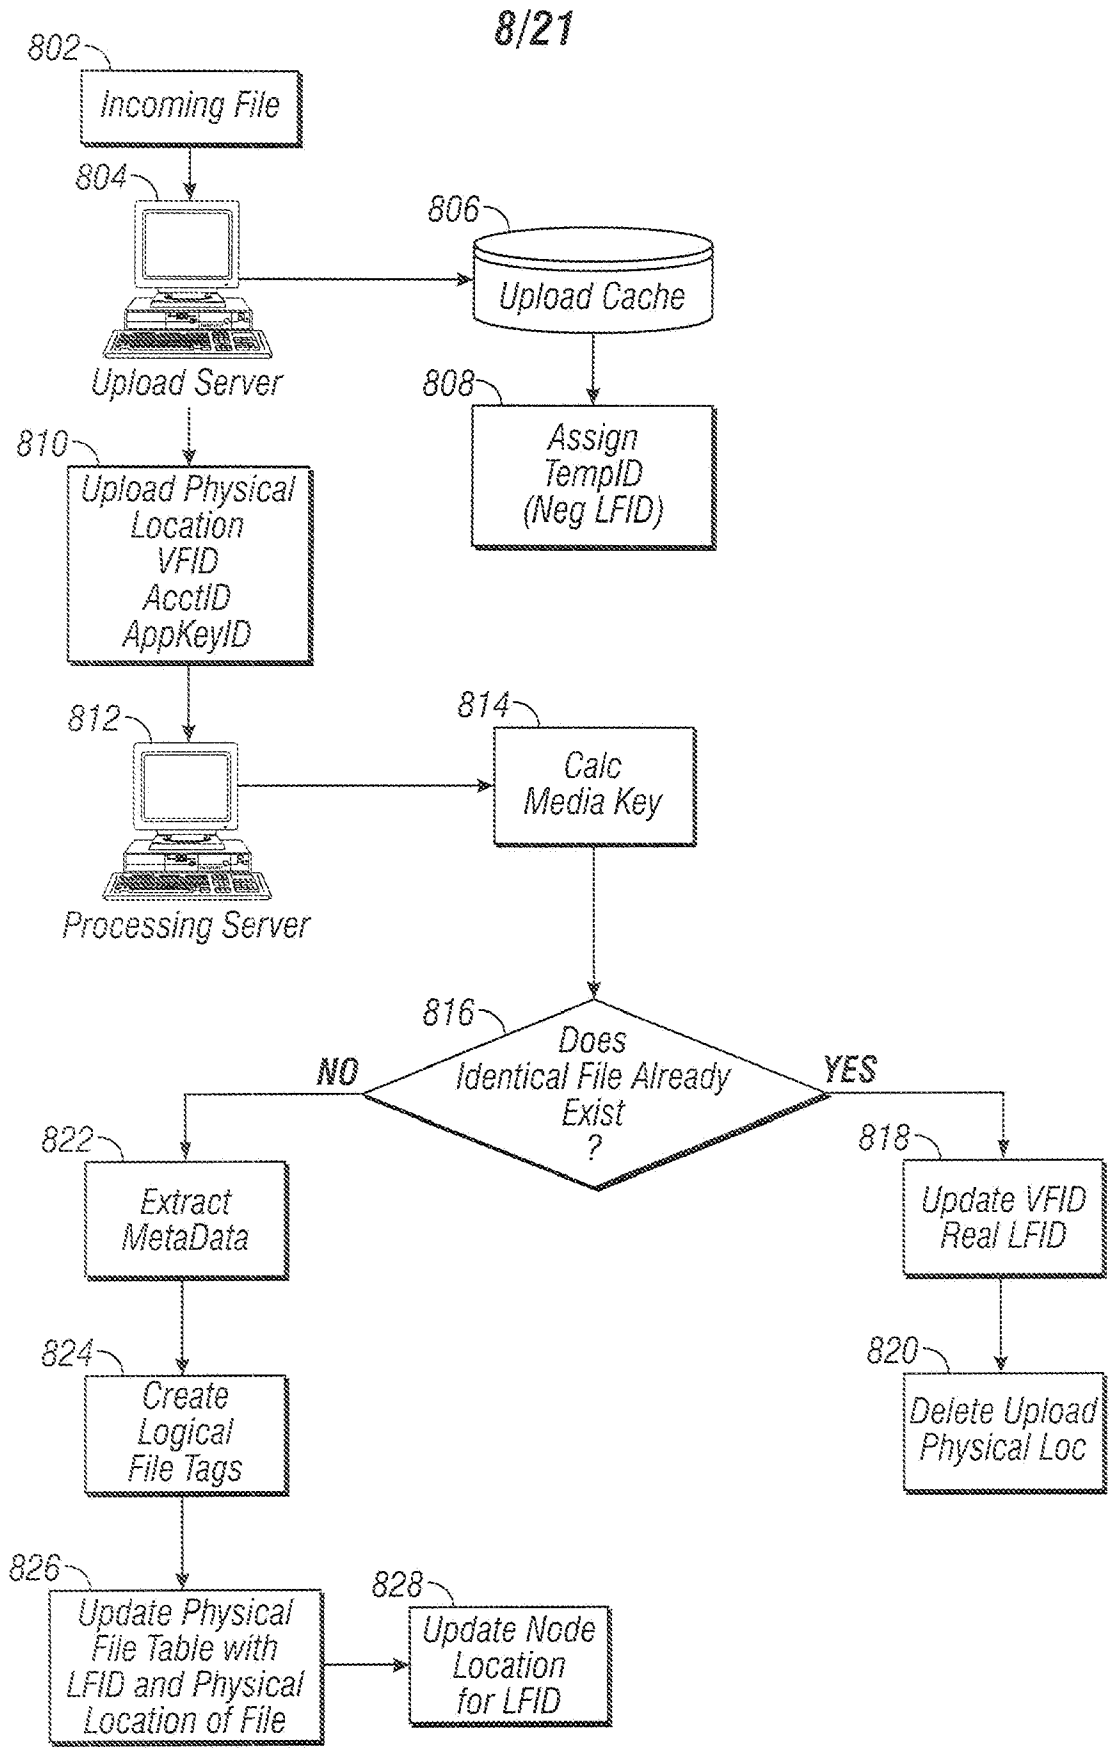 8/21
802
Incoming File
804
Upload Server
806
Upload Cache
808
Assign
TempID
(Neg LFID)
810
Upload Physical
Location
VFID
AcctID
AppKeyID
812
Processing Server
814
Calc
Media Key
816
Does
Identical File Already
Exist
?
NO
YES
822
Extract
MetaData
818
Update VFID
Real LFID
824
Create
Logical
File Tags
820
Delete Upload
Physical Loc
826
Update Physical
File Table with
LFID and Physical
Location of File
828
Update Node
Location
for LFID